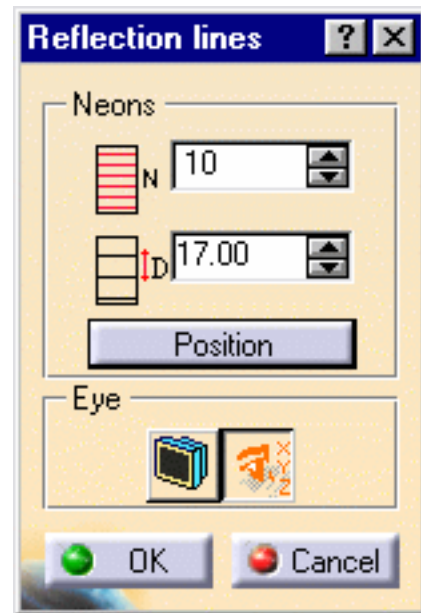 Reflection lines ? X
Neons
N 10
D 17.00
Position
Eye
X
Y
Z
OK Cancel